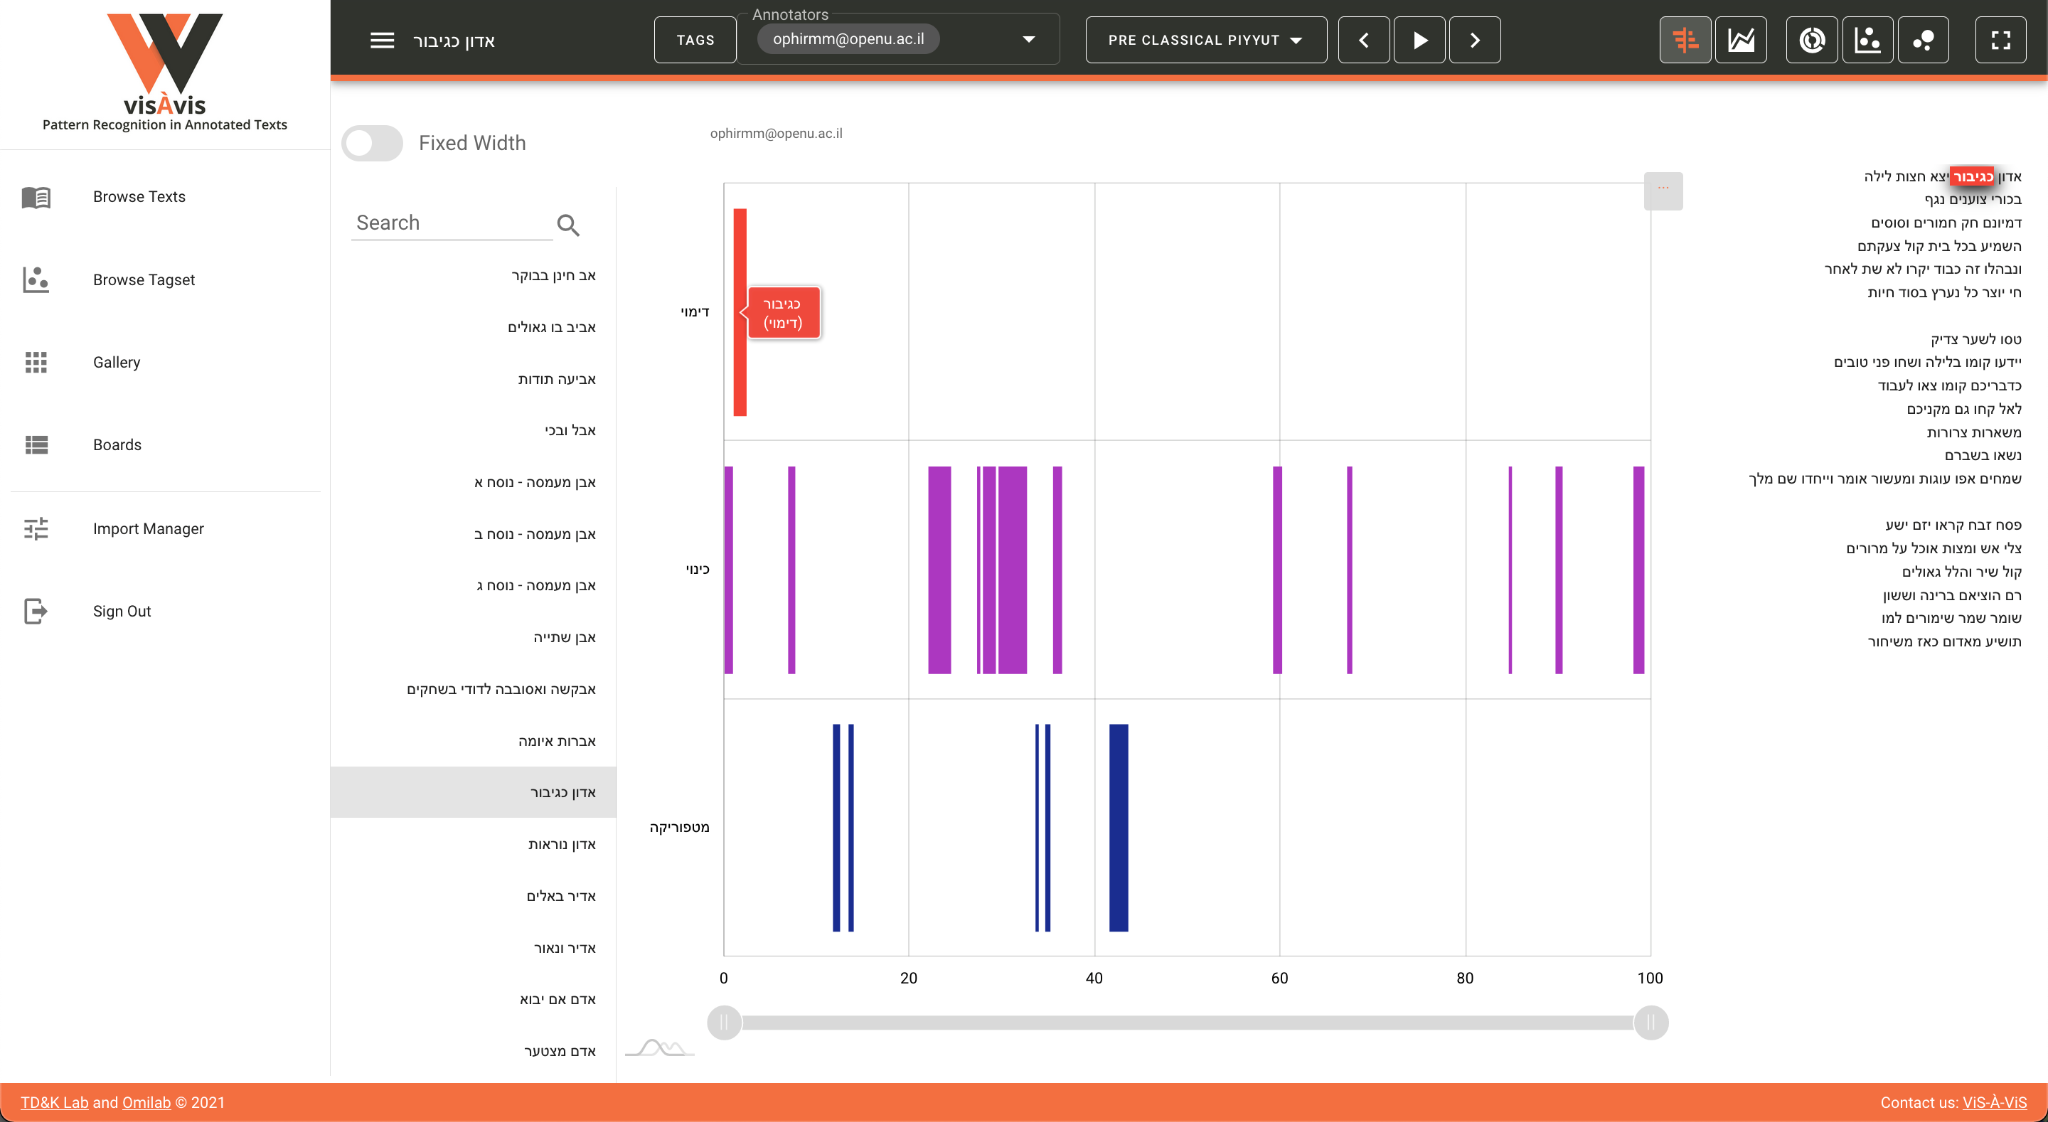 visÀvis
Pattern Recognition in Annotated Texts
Browse Texts
Browse Tagset
Gallery
Boards
Import Manager
Sign Out
אדון כגיבור
TAGS
Annotators
ophirmm@openu.ac.il
PRE CLASSICAL PIYYUT
Fixed Width
Search
אב חינן בבוקר
אביב בו גאולים
אביעה תודות
אבל ובכי
אבן מעמסה - נוסח א
אבן מעמסה - נוסח ב
אבן מעמסה - נוסח ג
אבן שתייה
אבקשה ואסובבה לדודי בשחקים
אברות איומה
אדון כגיבור
אדון נוראות
אדיר באלים
אדיר ונאור
אדם אם יבוא
אדם מצטער
ophirmm@openu.ac.il
...
דימוי
כגיבור
(דימוי)
כינוי
מטפוריקה
0
20
40
60
80
100
אדון כגיבור יצא חצות לילה
בכורי צוענים נגף
דמיונם חק חמורים וסוסים
השמיע בכל בית קול צעקתם
ונבהלו זה כבוד יקרו לא שת לאחר
חי יוצר כל נערץ בסוד חיות
טסו לשער צדיק
יידעו קומו בלילה ושחו פני טובים
כדבריכם קומו צאו לעבוד
לאל קחו גם מקניכם
משארות צרורות
נשאו בשברם
שמחים אפו עוגות ומעשור אומר וייחדו שם מלך
פסח זבח קראו יזם ישע
צלי אש ומצות אוכל על מרורים
קול שיר והלל גאולים
רם הוציאם ברינה וששון
שומר שמר שימורים למו
תושיע מאדום כאז משיחור
TD&K Lab and Omilab © 2021
Contact us: ViS-À-ViS